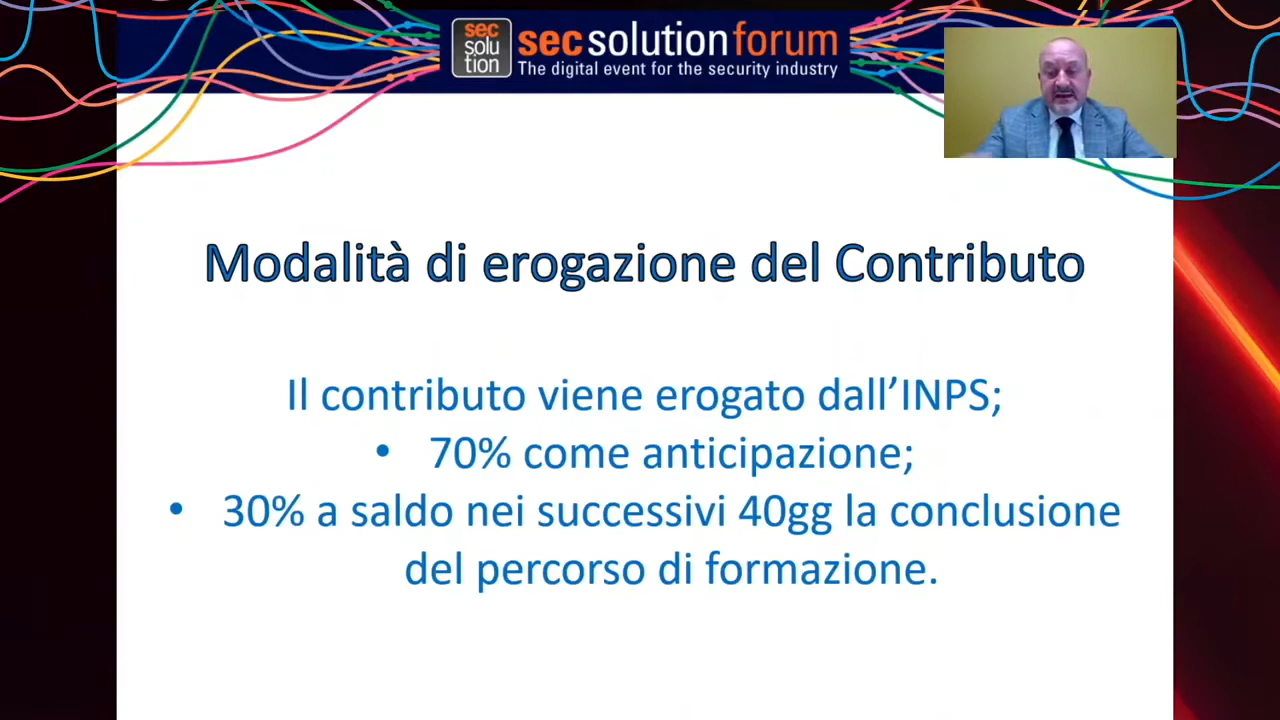 sec
solu
tion
secsolutionforum
The digital event for the security industry
Modalità di erogazione del Contributo
Il contributo viene erogato dall’INPS;
• 70% come anticipazione;
• 30% a saldo nei successivi 40gg la conclusione
del percorso di formazione.